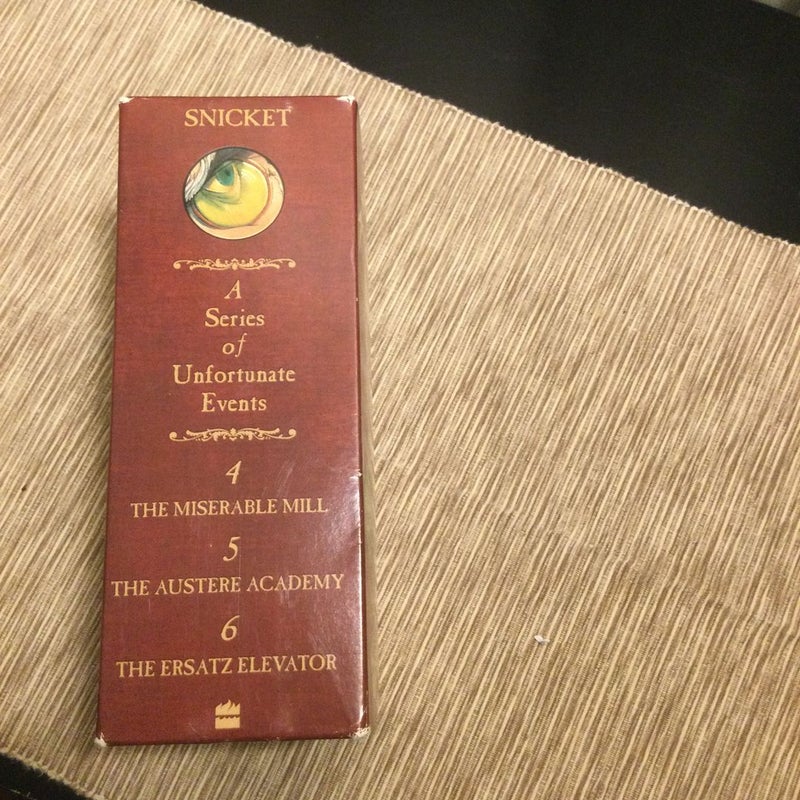 SNICKET
A
Series
of
Unfortunate
Events
4
THE MISERABLE MILL
5
THE AUSTERE ACADEMY
6
THE ERSATZ ELEVATOR